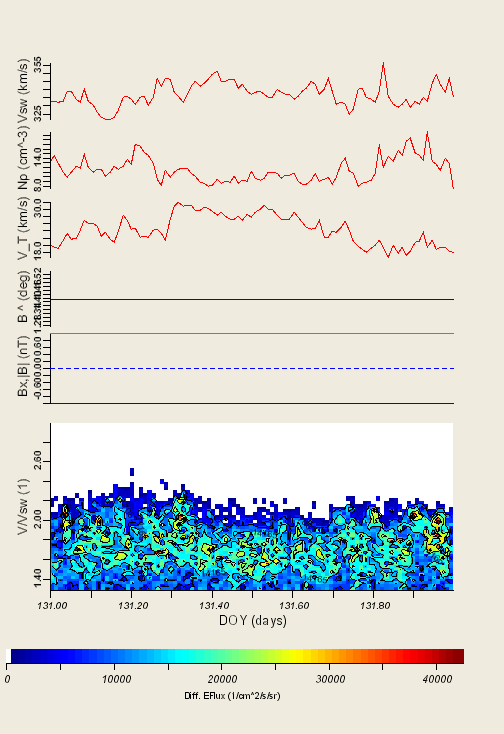 Vsw (km/s)
355
325
Np (cm^-3)
14.0
8.0
V_T (km/s)
30.0
18.0
B ^ (deg)
Bx,|B| (nT)
0.60
0.00
-0.60
V/Vsw (1)
2.60
2.00
1.40
131.00 131.20 131.40 131.60 131.80
DOY (days)
0 10000 20000 30000 40000
Diff. EFlux (1/cm^2/s/sr)